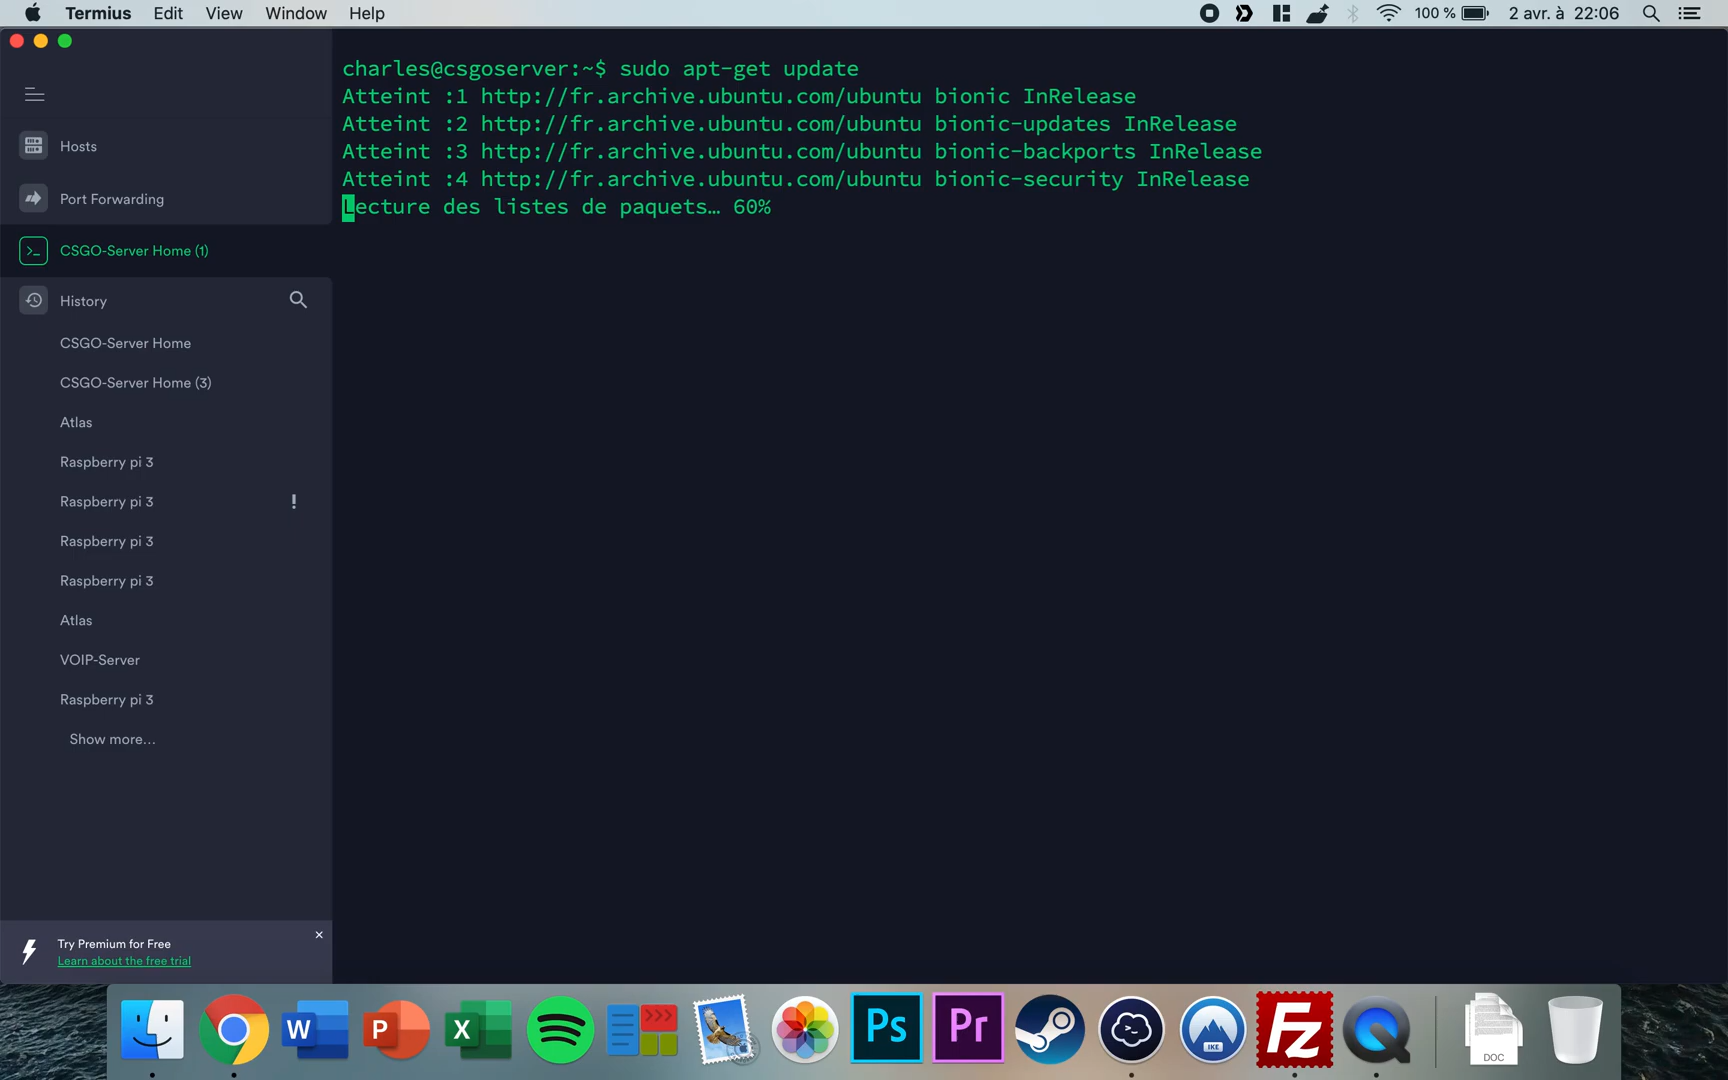 Termius Edit View Window Help 100 % 2 avr. à 22:06
charles@csgoserver:~$ sudo apt-get update
Atteint :1 http://fr.archive.ubuntu.com/ubuntu bionic InRelease
Atteint :2 http://fr.archive.ubuntu.com/ubuntu bionic-updates InRelease
Atteint :3 http://fr.archive.ubuntu.com/ubuntu bionic-backports InRelease
Atteint :4 http://fr.archive.ubuntu.com/ubuntu bionic-security InRelease
Lecture des listes de paquets… 60%
Hosts
Port Forwarding
CSGO-Server Home (1)
History
CSGO-Server Home
CSGO-Server Home (3)
Atlas
Raspberry pi 3
Raspberry pi 3 !
Raspberry pi 3
Raspberry pi 3
Atlas
VOIP-Server
Raspberry pi 3
Show more...
Try Premium for Free
Learn about the free trial
W P X Ps Pr IKE Fz DOC